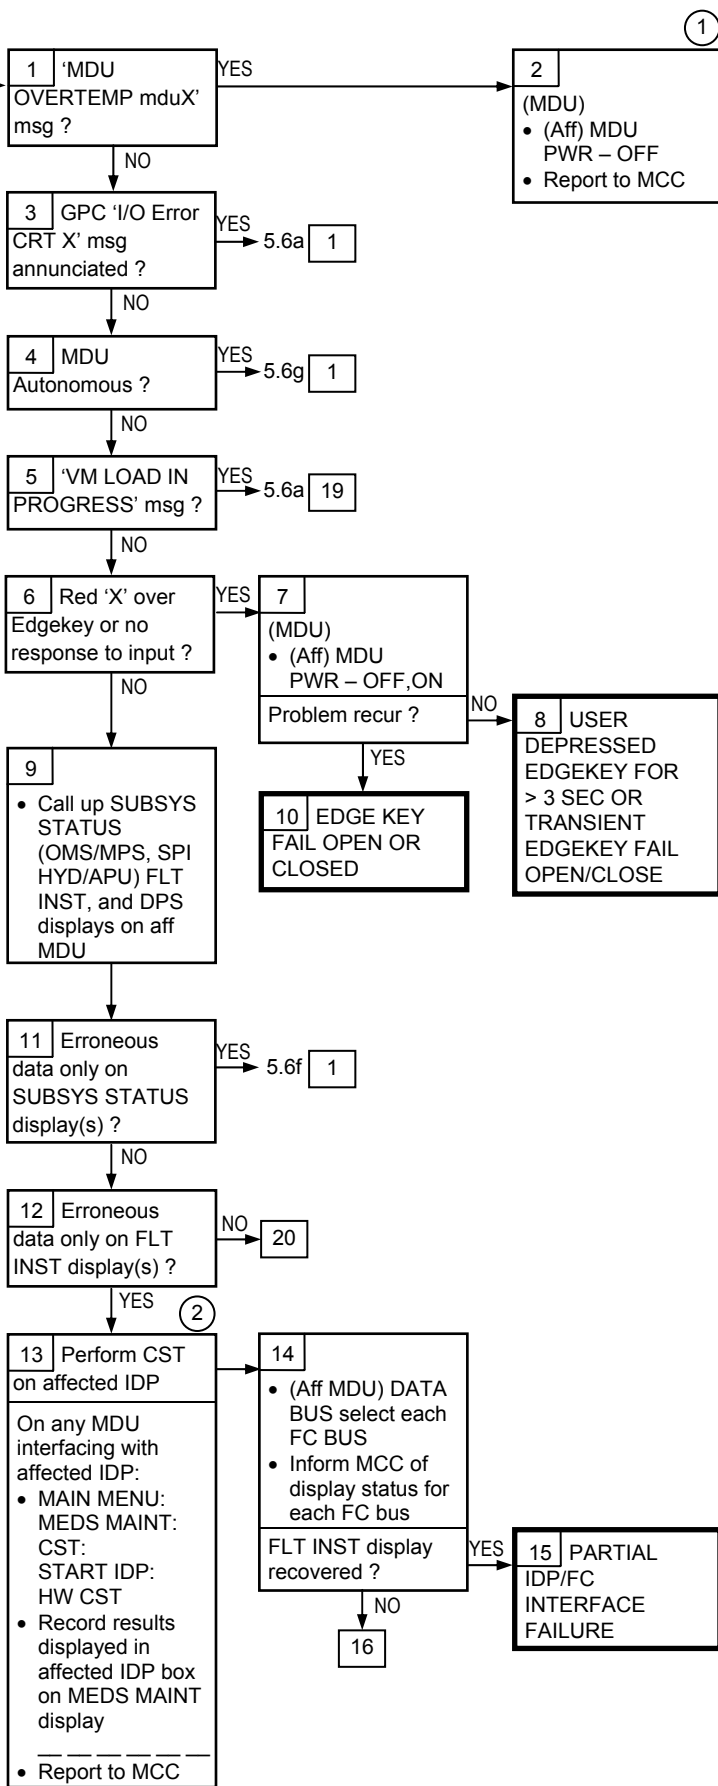 1
1 'MDU
OVERTEMP mduX'
msg ?
YES
NO
2
(MDU)
• (Aff) MDU
PWR – OFF
• Report to MCC
3 GPC 'I/O Error
CRT X' msg
annunciated ?
YES
5.6a 1
NO
4 MDU
Autonomous ?
YES
5.6g 1
NO
5 'VM LOAD IN
PROGRESS' msg ?
YES
5.6a 19
NO
6 Red 'X' over
Edgekey or no
response to input ?
YES
NO
7
(MDU)
• (Aff) MDU
PWR – OFF,ON
Problem recur ?
NO
YES
8 USER
DEPRESSED
EDGEKEY FOR
> 3 SEC OR
TRANSIENT
EDGEKEY FAIL
OPEN/CLOSE
9
• Call up SUBSYS
STATUS
(OMS/MPS, SPI
HYD/APU) FLT
INST, and DPS
displays on aff
MDU
10 EDGE KEY
FAIL OPEN OR
CLOSED
11 Erroneous
data only on
SUBSYS STATUS
display(s) ?
YES
5.6f 1
NO
12 Erroneous
data only on FLT
INST display(s) ?
NO
20
YES
2
13 Perform CST
on affected IDP
On any MDU
interfacing with
affected IDP:
• MAIN MENU:
MEDS MAINT:
CST:
START IDP:
HW CST
• Record results
displayed in
affected IDP box
on MEDS MAINT
display
__ __ __ __ __ __
• Report to MCC
14
• (Aff MDU) DATA
BUS select each
FC BUS
• Inform MCC of
display status for
each FC bus
FLT INST display
recovered ?
YES
NO
16
15 PARTIAL
IDP/FC
INTERFACE
FAILURE